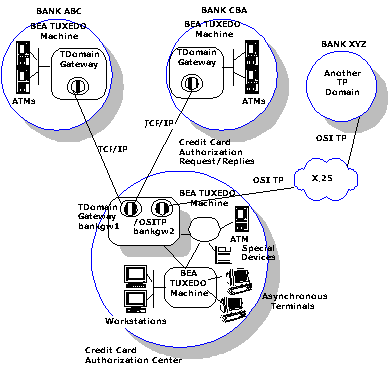 BANK ABC
BEA TUXEDO
Machine
TDomain
Gateway
ATMs
BANK CBA
BEA TUXEDO
Machine
TDomain
Gateway
ATMs
BANK XYZ
Another
TP
Domain
TCF/IP
TCF/IP
OSI TP
Credit Card
Authorization
Request/Replies
X.25
OSI TP
BEA TUXEDO
Machine
TDomain
Gateway
bankgw1
/OSITP
bankgw2
ATM
Special
Devices
BEA
TUXEDO
Machine
Workstations
Asynchronous
Terminals
Credit Card
Authorization Center